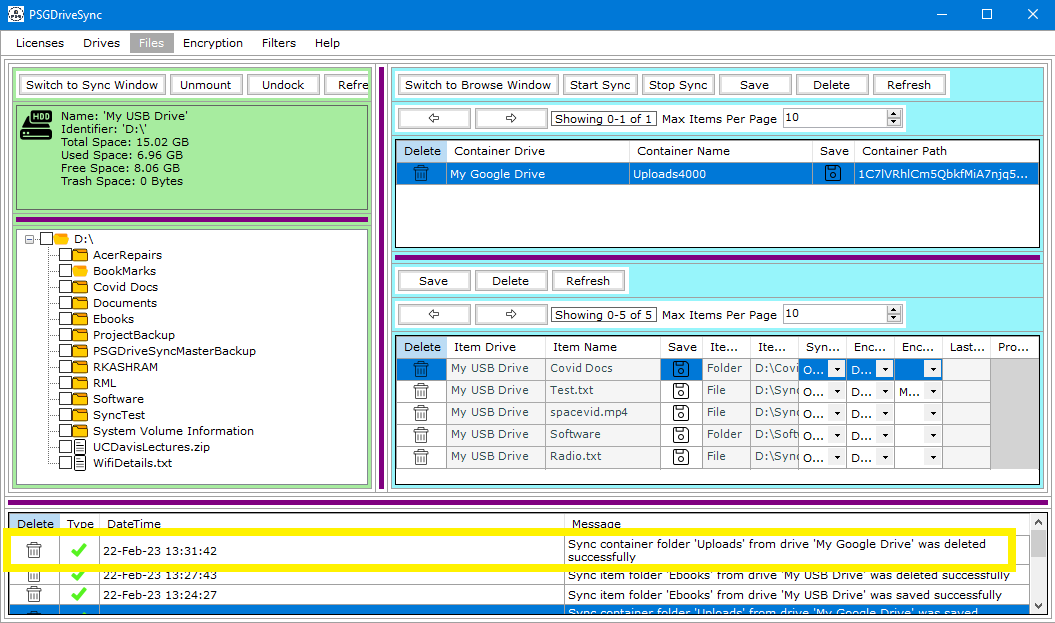 PSGDriveSync
Licenses Drives Files Encryption Filters Help
Switch to Sync Window Unmount Undock Refre
HDD
Name: 'My USB Drive'
Identifier: 'D:\'
Total Space: 15.02 GB
Used Space: 6.96 GB
Free Space: 8.06 GB
Trash Space: 0 Bytes
D:\
AcerRepairs
BookMarks
Covid Docs
Documents
Ebooks
ProjectBackup
PSGDriveSyncMasterBackup
RKASHRAM
RML
Software
SyncTest
System Volume Information
UCDavisLectures.zip
WifiDetails.txt
Switch to Browse Window Start Sync Stop Sync Save Delete Refresh
Showing 0-1 of 1 Max Items Per Page 10
Delete Container Drive Container Name Save Container Path
My Google Drive Uploads4000 1C7lVRhlCm5QbkfMiA7njq5...
Save Delete Refresh
Showing 0-5 of 5 Max Items Per Page 10
Delete Item Drive Item Name Save Ite... Ite... Syn... Enc... Enc... Last... Pro...
My USB Drive Covid Docs Folder D:\Covi O... D...
My USB Drive Test.txt File D:\Sync O... D... M...
My USB Drive spacevid.mp4 File D:\Sync O... D...
My USB Drive Software Folder D:\Soft O... D...
My USB Drive Radio.txt File D:\Sync O... D...
Delete Type DateTime Message
22-Feb-23 13:31:42 Sync container folder 'Uploads' from drive 'My Google Drive' was deleted
successfully
22-Feb-23 13:27:43 Sync item folder 'Ebooks' from drive 'My USB Drive' was deleted successfully
22-Feb-23 13:24:27 Sync item folder 'Ebooks' from drive 'My USB Drive' was saved successfully
Sync container folder 'Uploads' from drive 'My Google Drive' was saved